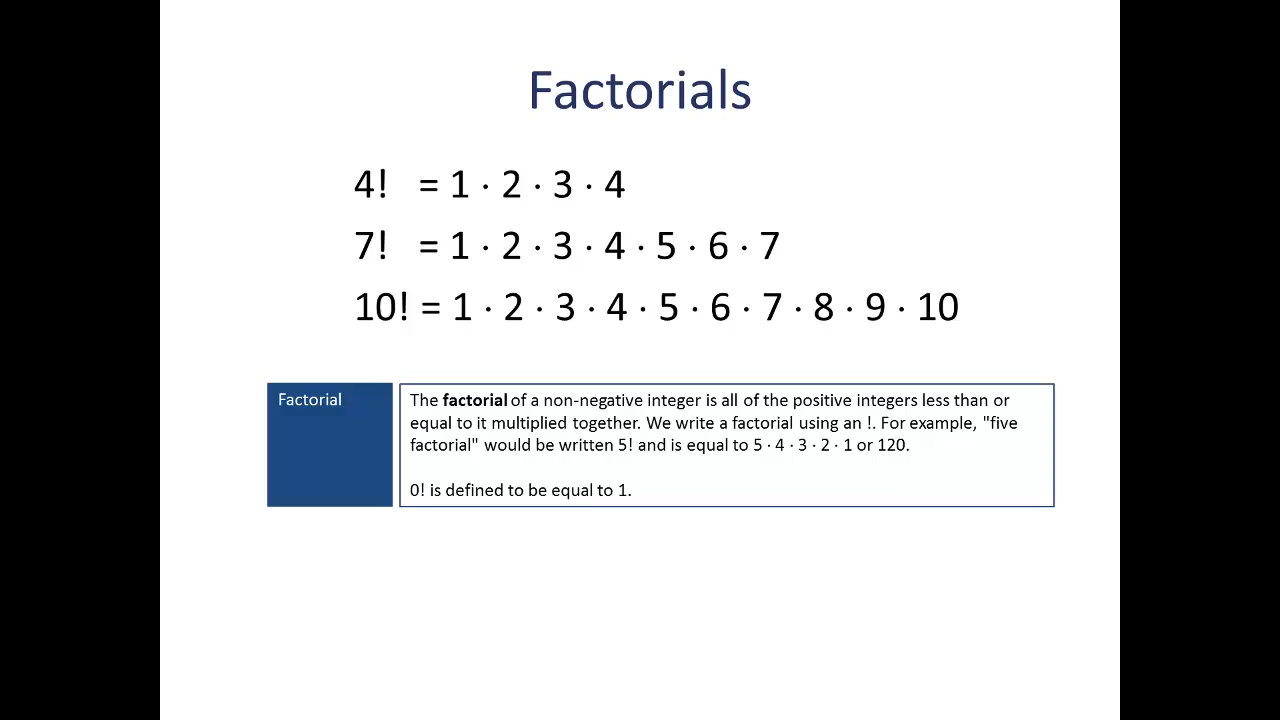 Factorials
4! = 1 · 2 · 3 · 4
7! = 1 · 2 · 3 · 4 · 5 · 6 · 7
10! = 1 · 2 · 3 · 4 · 5 · 6 · 7 · 8 · 9 · 10
Factorial
The factorial of a non-negative integer is all of the positive integers less than or
equal to it multiplied together. We write a factorial using an !. For example, "five
factorial" would be written 5! and is equal to 5 · 4 · 3 · 2 · 1 or 120.
0! is defined to be equal to 1.